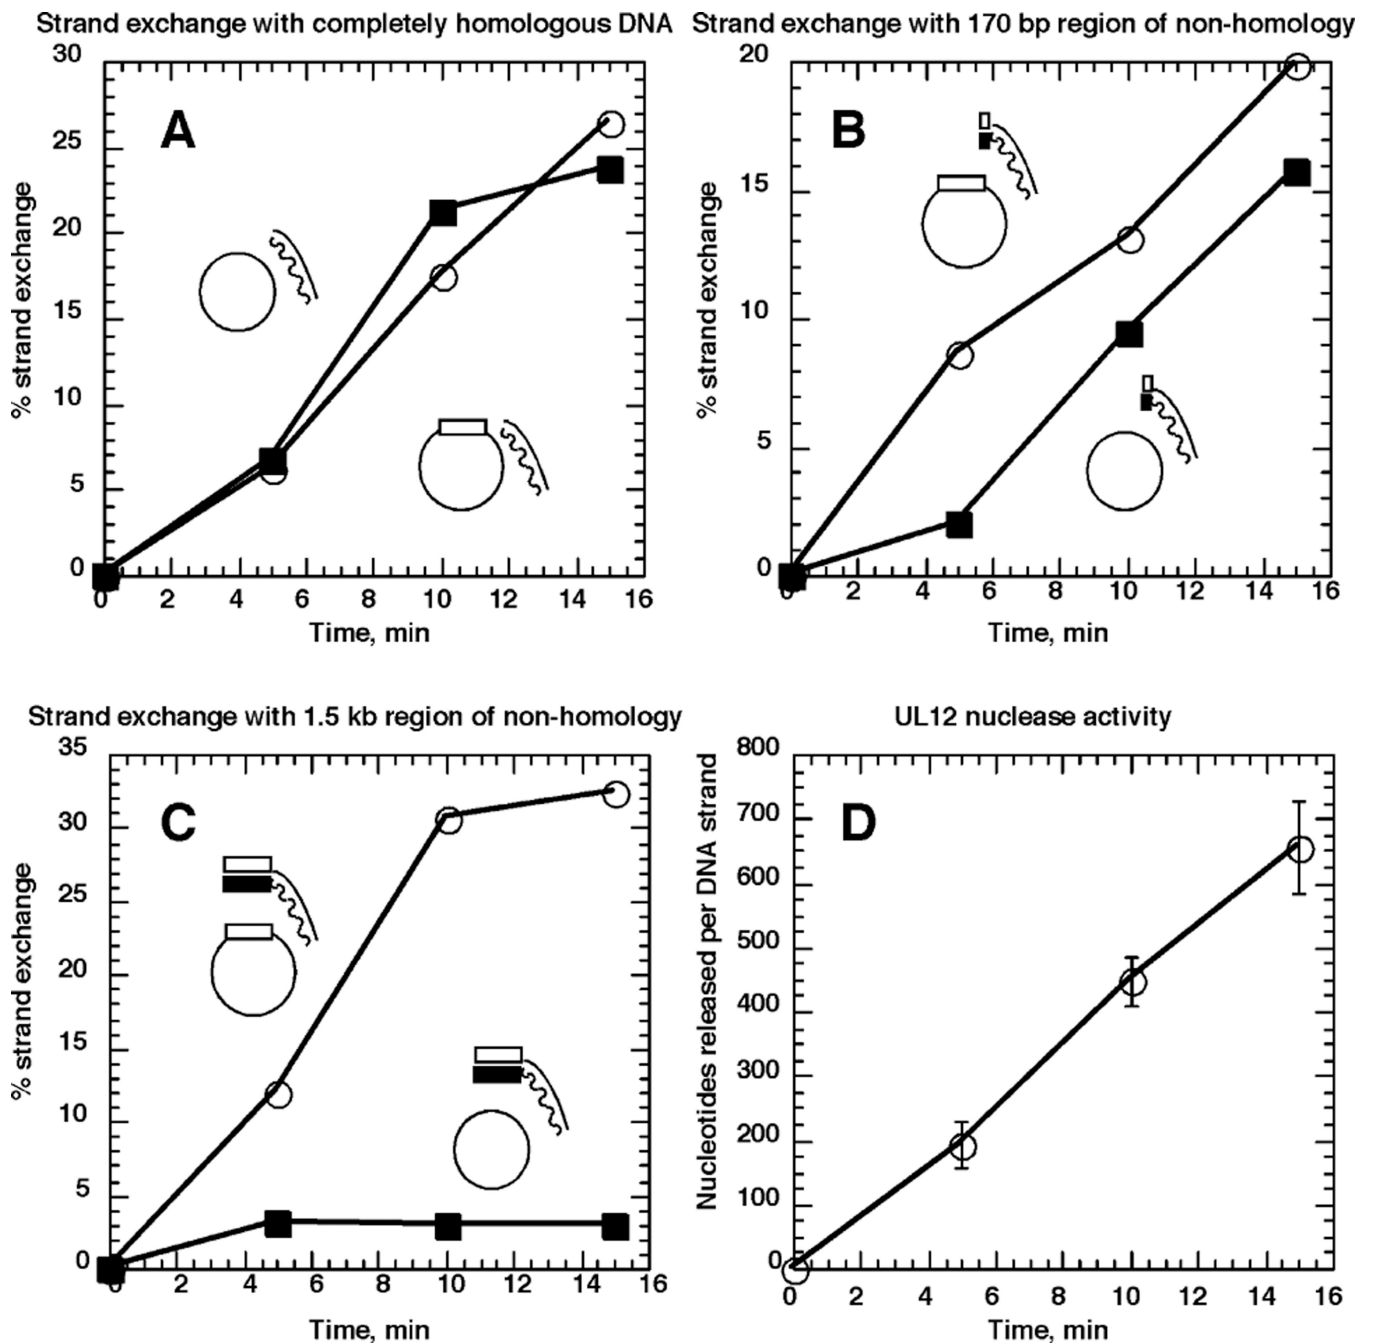 Strand exchange with completely homologous DNA
30
25
20
15
10
5
0
% strand exchange
A
0 2 4 6 8 10 12 14 16
Time, min
Strand exchange with 170 bp region of non-homology
20
15
10
5
0
% strand exchange
B
0 2 4 6 8 10 12 14 16
Time, min
Strand exchange with 1.5 kb region of non-homology
35
30
25
20
15
10
5
0
% strand exchange
C
0 2 4 6 8 10 12 14 16
Time, min
UL12 nuclease activity
800
700
600
500
400
300
200
100
0
Nucleotides released per DNA strand
D
0 2 4 6 8 10 12 14 16
Time, min